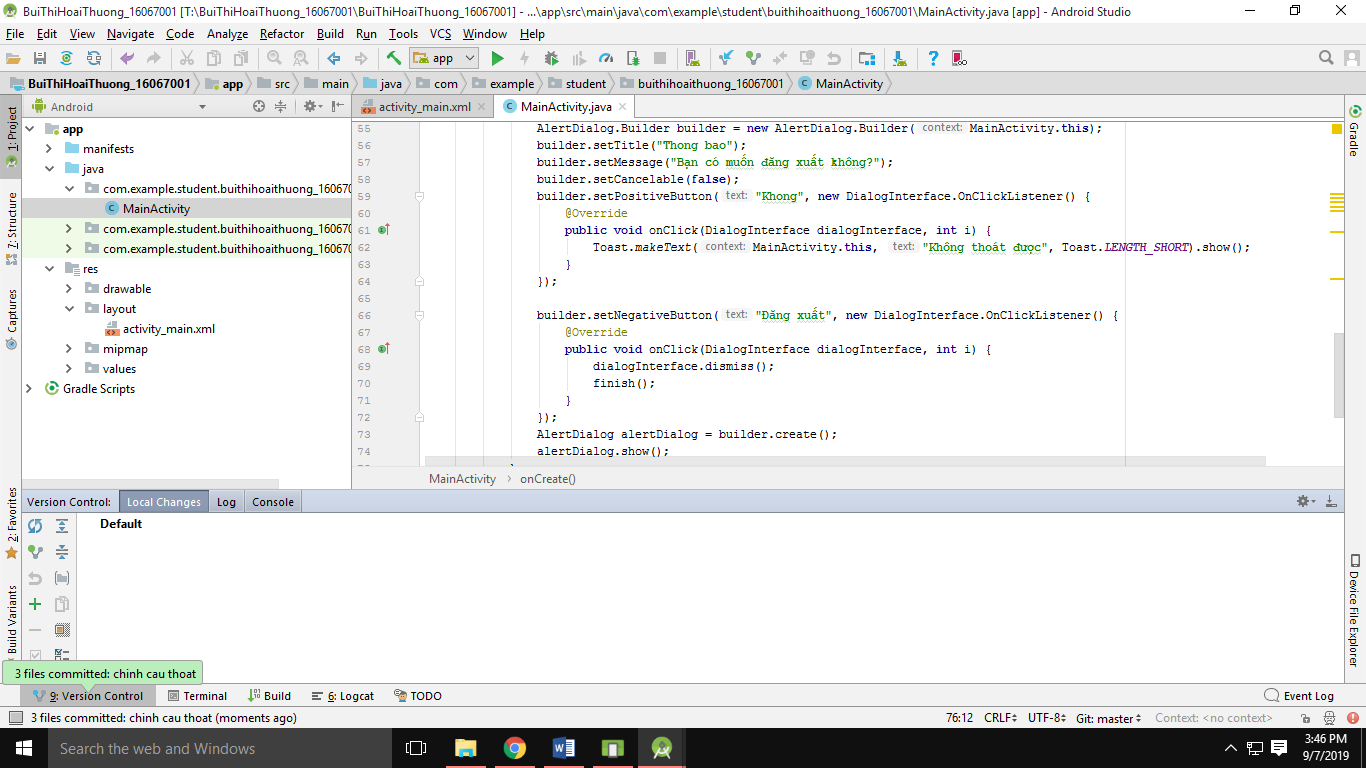 BuiThiHoaiThuong_16067001 [T:\BuiThiHoaiThuong_16067001\BuiThiHoaiThuong_16067001] - ...\app\src\main\java\com\example\student\buithihoaithuong_16067001\MainActivity.java [app] - Android Studio
File Edit View Navigate Code Analyze Refactor Build Run Tools VCS Window Help
app
BuiThiHoaiThuong_16067001 app src main java com example student buithihoaithuong_16067001 MainActivity
Android
activity_main.xml MainActivity.java
1: Project
7: Structure
Captures
2: Favorites
Build Variants
app
manifests
java
com.example.student.buithihoaithuong_16067
MainActivity
com.example.student.buithihoaithuong_16067
com.example.student.buithihoaithuong_16067
res
drawable
layout
activity_main.xml
mipmap
values
Gradle Scripts
55 AlertDialog.Builder builder = new AlertDialog.Builder( context: MainActivity.this);
56 builder.setTitle("Thong bao");
57 builder.setMessage("Bạn có muốn đăng xuất không?");
58 builder.setCancelable(false);
59 builder.setPositiveButton( text: "Khong", new DialogInterface.OnClickListener() {
60 @Override
61 public void onClick(DialogInterface dialogInterface, int i) {
62 Toast.makeText( context: MainActivity.this, text: "Không thoát được", Toast.LENGTH_SHORT).show();
63 }
64 });
65
66 builder.setNegativeButton( text: "Đăng xuất", new DialogInterface.OnClickListener() {
67 @Override
68 public void onClick(DialogInterface dialogInterface, int i) {
69 dialogInterface.dismiss();
70 finish();
71 }
72 });
73 AlertDialog alertDialog = builder.create();
74 alertDialog.show();
MainActivity onCreate()
Gradle
Device File Explorer
Version Control: Local Changes Log Console
Default
3 files committed: chinh cau thoat
9: Version Control Terminal Build 6: Logcat TODO Event Log
3 files committed: chinh cau thoat (moments ago) 76:12 CRLF UTF-8 Git: master Context: <no context>
Search the web and Windows
3:46 PM
9/7/2019